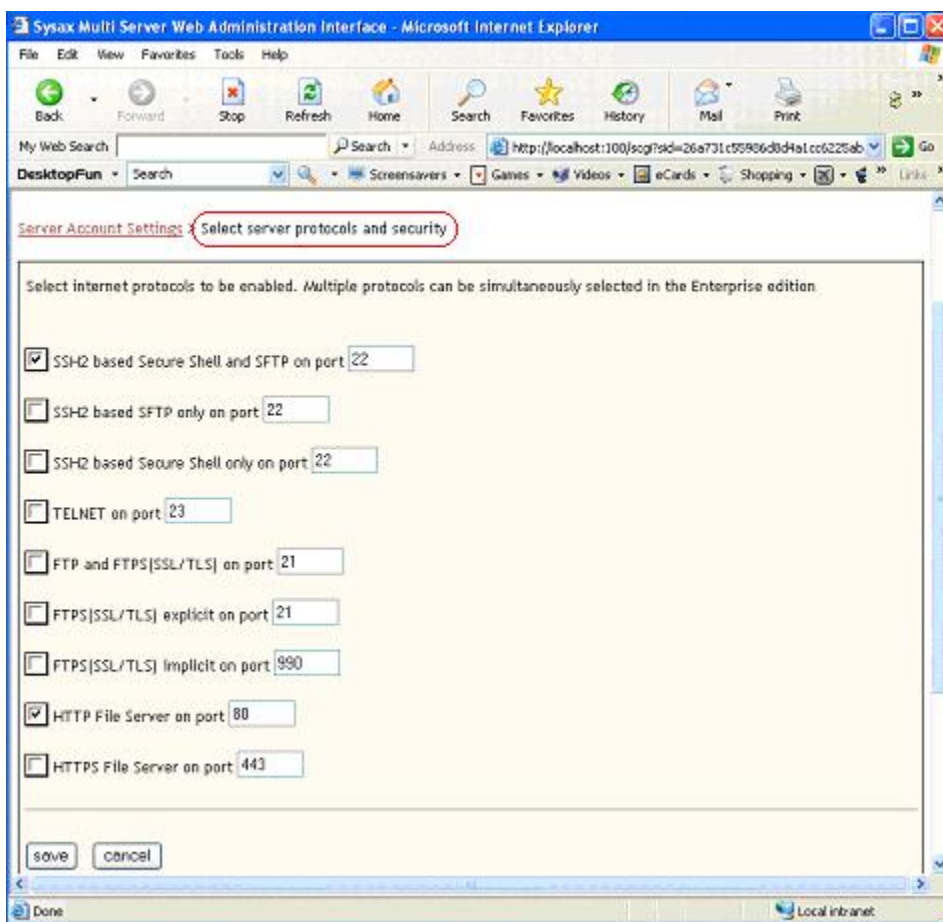 Sysax Multi Server Web Administration Interface - Microsoft Internet Explorer
File Edit View Favorites Tools Help
Back Forward Stop Refresh Home Search Favorites History Mail Print
My Web Search Search Address http://localhost:100/scgi?sid=26a731c55986d8d4a1cc6225ab Go
DesktopFun Search Screensavers Games Videos eCards Shopping Links
Server Account Settings > Select server protocols and security
Select internet protocols to be enabled. Multiple protocols can be simultaneously selected in the Enterprise edition
SSH2 based Secure Shell and SFTP on port 22
SSH2 based SFTP only on port 22
SSH2 based Secure Shell only on port 22
TELNET on port 23
FTP and FTPS(SSL/TLS) on port 21
FTPS(SSL/TLS) explicit on port 21
FTPS(SSL/TLS) implicit on port 990
HTTP File Server on port 80
HTTPS File Server on port 443
save cancel
Done Local intranet